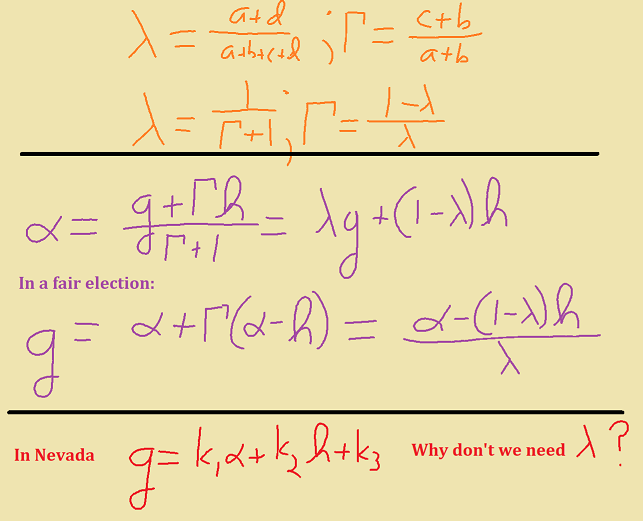 λ = (a+d)/(a+b+c+d) ; Γ = (c+b)/(a+b)
λ = 1/(Γ+1) ; Γ = (1-λ)/λ
α = (g+Γh)/(Γ+1) = λg+(1-λ)h
In a fair election:
g = α+Γ(α-h) = (α-(1-λ)h)/λ
In Nevada g = k₁α+k₂h+k₃ Why don't we need λ?